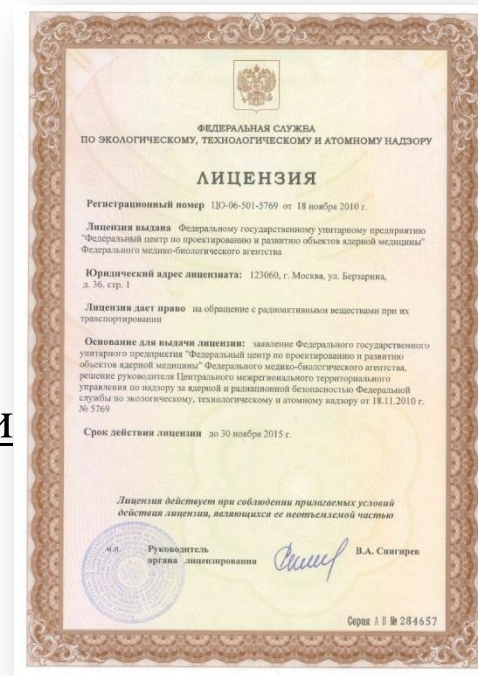 ФЕДЕРАЛЬНАЯ СЛУЖБА
ПО ЭКОЛОГИЧЕСКОМУ, ТЕХНОЛОГИЧЕСКОМУ И АТОМНОМУ НАДЗОРУ
ЛИЦЕНЗИЯ
Регистрационный номер ЦО-06-501-5769 от 18 ноября 2010 г.
Лицензия выдана Федеральному государственному унитарному предприятию
"Федеральный центр по проектированию и развитию объектов ядерной медицины"
Федерального медико-биологического агентства
Юридический адрес лицензиата: 123060, г. Москва, ул. Берзарина,
д. 36, стр. 1
Лицензия дает право на обращение с радиоактивными веществами при их
транспортировании
Основание для выдачи лицензии: заявление Федерального государственного
унитарного предприятия "Федеральный центр по проектированию и развитию
объектов ядерной медицины" Федерального медико-биологического агентства,
решение руководителя Центрального межрегионального территориального
управления по надзору за ядерной и радиационной безопасностью Федеральной
службы по экологическому, технологическому и атомному надзору от 18.11.2010 г.
№ 5769
и
Срок действия лицензии до 30 ноября 2015 г.
Лицензия действует при соблюдении прилагаемых условий
действия лицензии, являющихся ее неотъемлемой частью
М.П. Руководитель
органа лицензирования
В.А. Снигирев
Серия А В № 284657